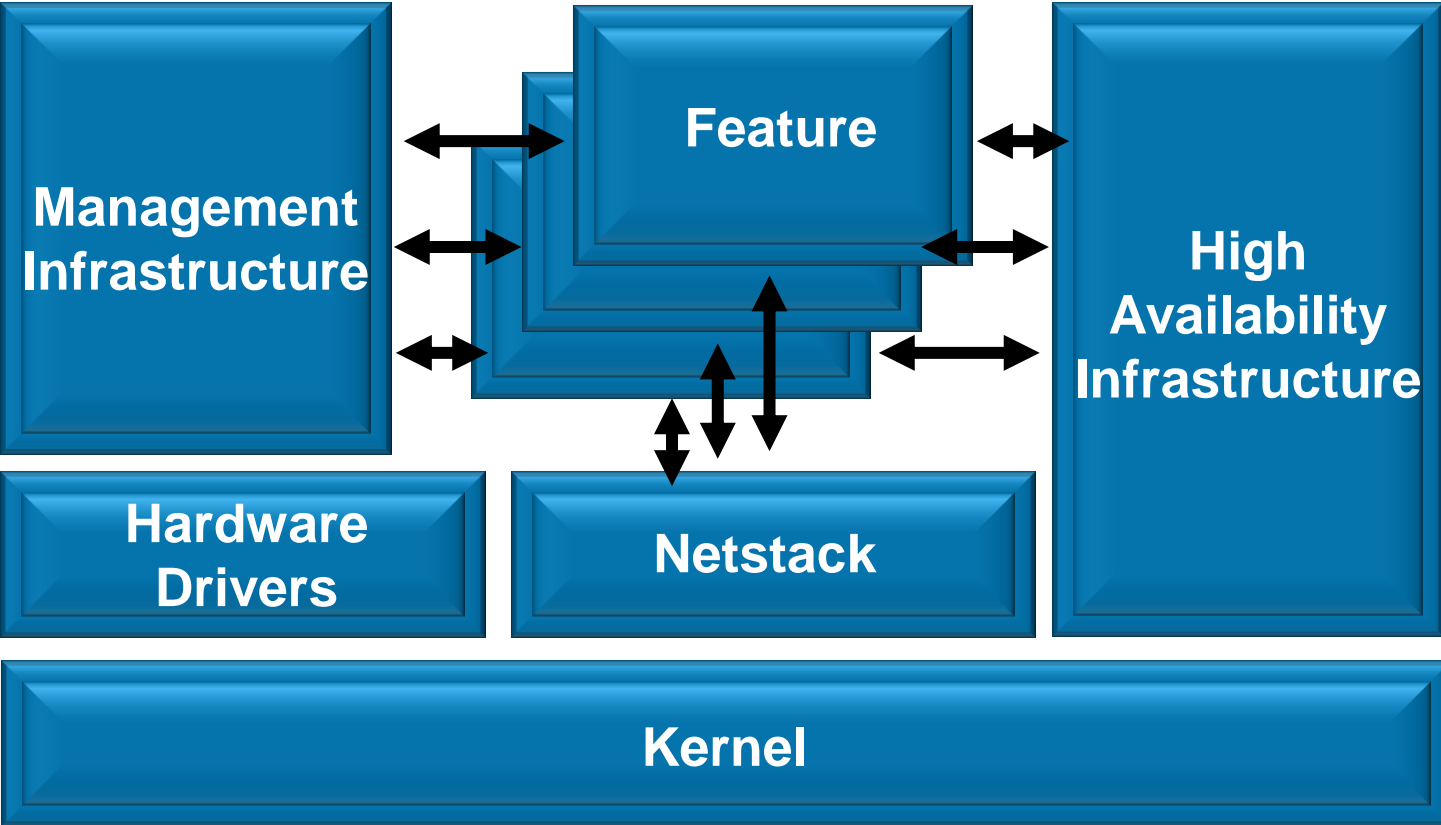 Feature
Management
Infrastructure
High
Availability
Infrastructure
Hardware
Drivers
Netstack
Kernel